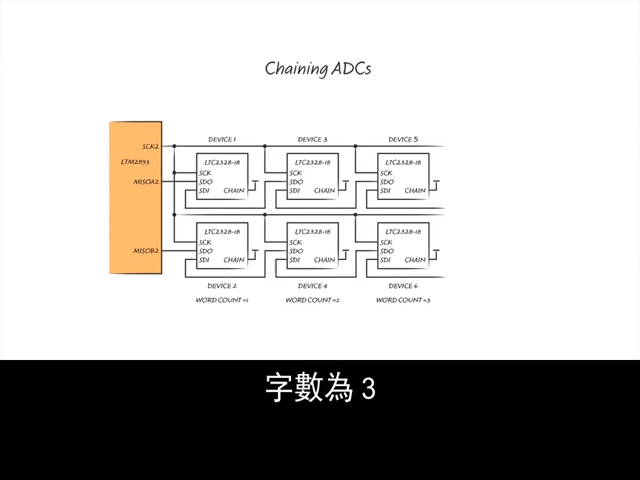 Chaining ADCs
DEVICE 1 DEVICE 3 DEVICE 5
SCK2
LTM2893
MISOA2
LTC2328-18 LTC2328-18 LTC2328-18
SCK SCK SCK
SDO SDO SDO
SDI CHAIN SDI CHAIN SDI CHAIN
LTC2328-18 LTC2328-18 LTC2328-18
SCK SCK SCK
MISOB2 SDO SDO SDO
SDI CHAIN SDI CHAIN SDI CHAIN
DEVICE 2 DEVICE 4 DEVICE 6
WORD COUNT =1 WORD COUNT =2 WORD COUNT =3
字數為 3